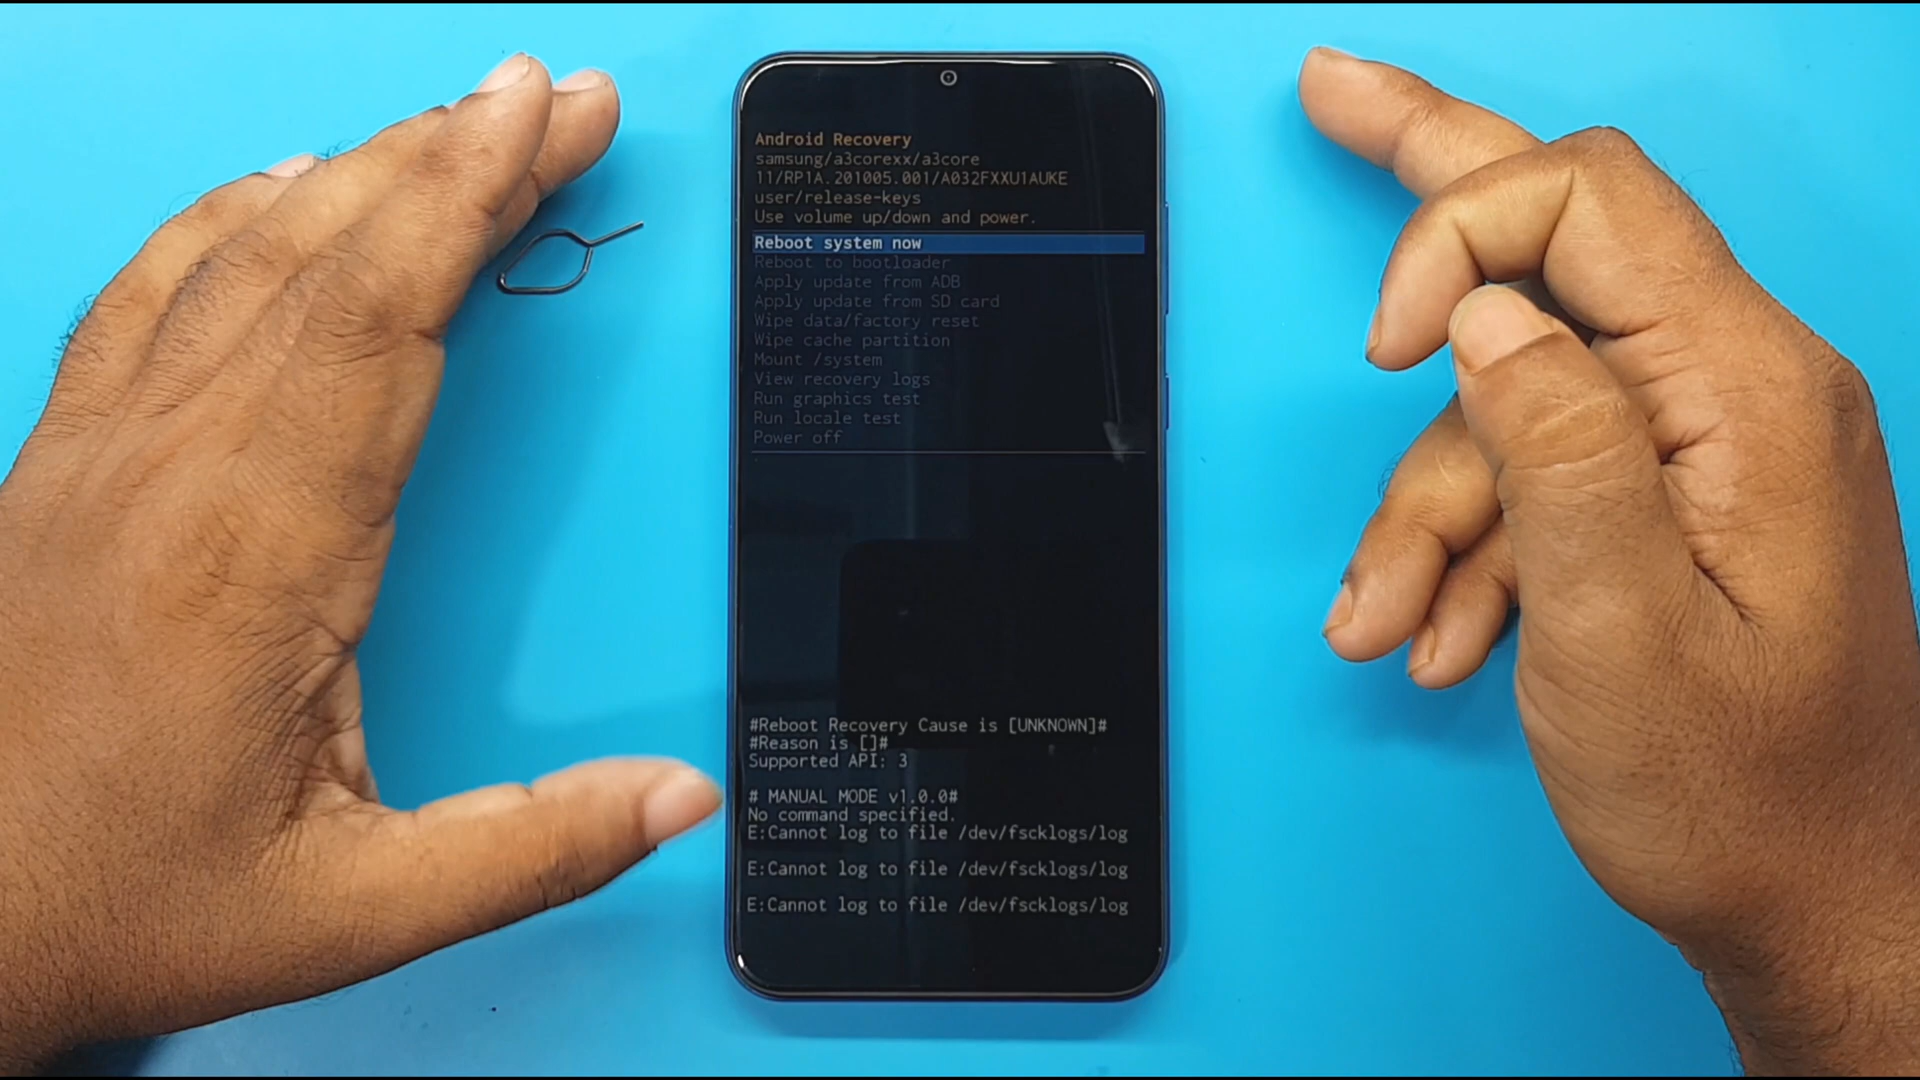 Android Recovery
samsung/a3corexx/a3core
11/RP1A.201005.001/A032FXXU1AUKE
user/release-keys
Use volume up/down and power.
Reboot system now
Reboot to bootloader
Apply update from ADB
Apply update from SD card
Wipe data/factory reset
Wipe cache partition
Mount /system
View recovery logs
Run graphics test
Run locale test
Power off
#Reboot Recovery Cause is [UNKNOWN]#
#Reason is []#
Supported API: 3
# MANUAL MODE v1.0.0#
No command specified.
E:Cannot log to file /dev/fscklogs/log
E:Cannot log to file /dev/fscklogs/log
E:Cannot log to file /dev/fscklogs/log